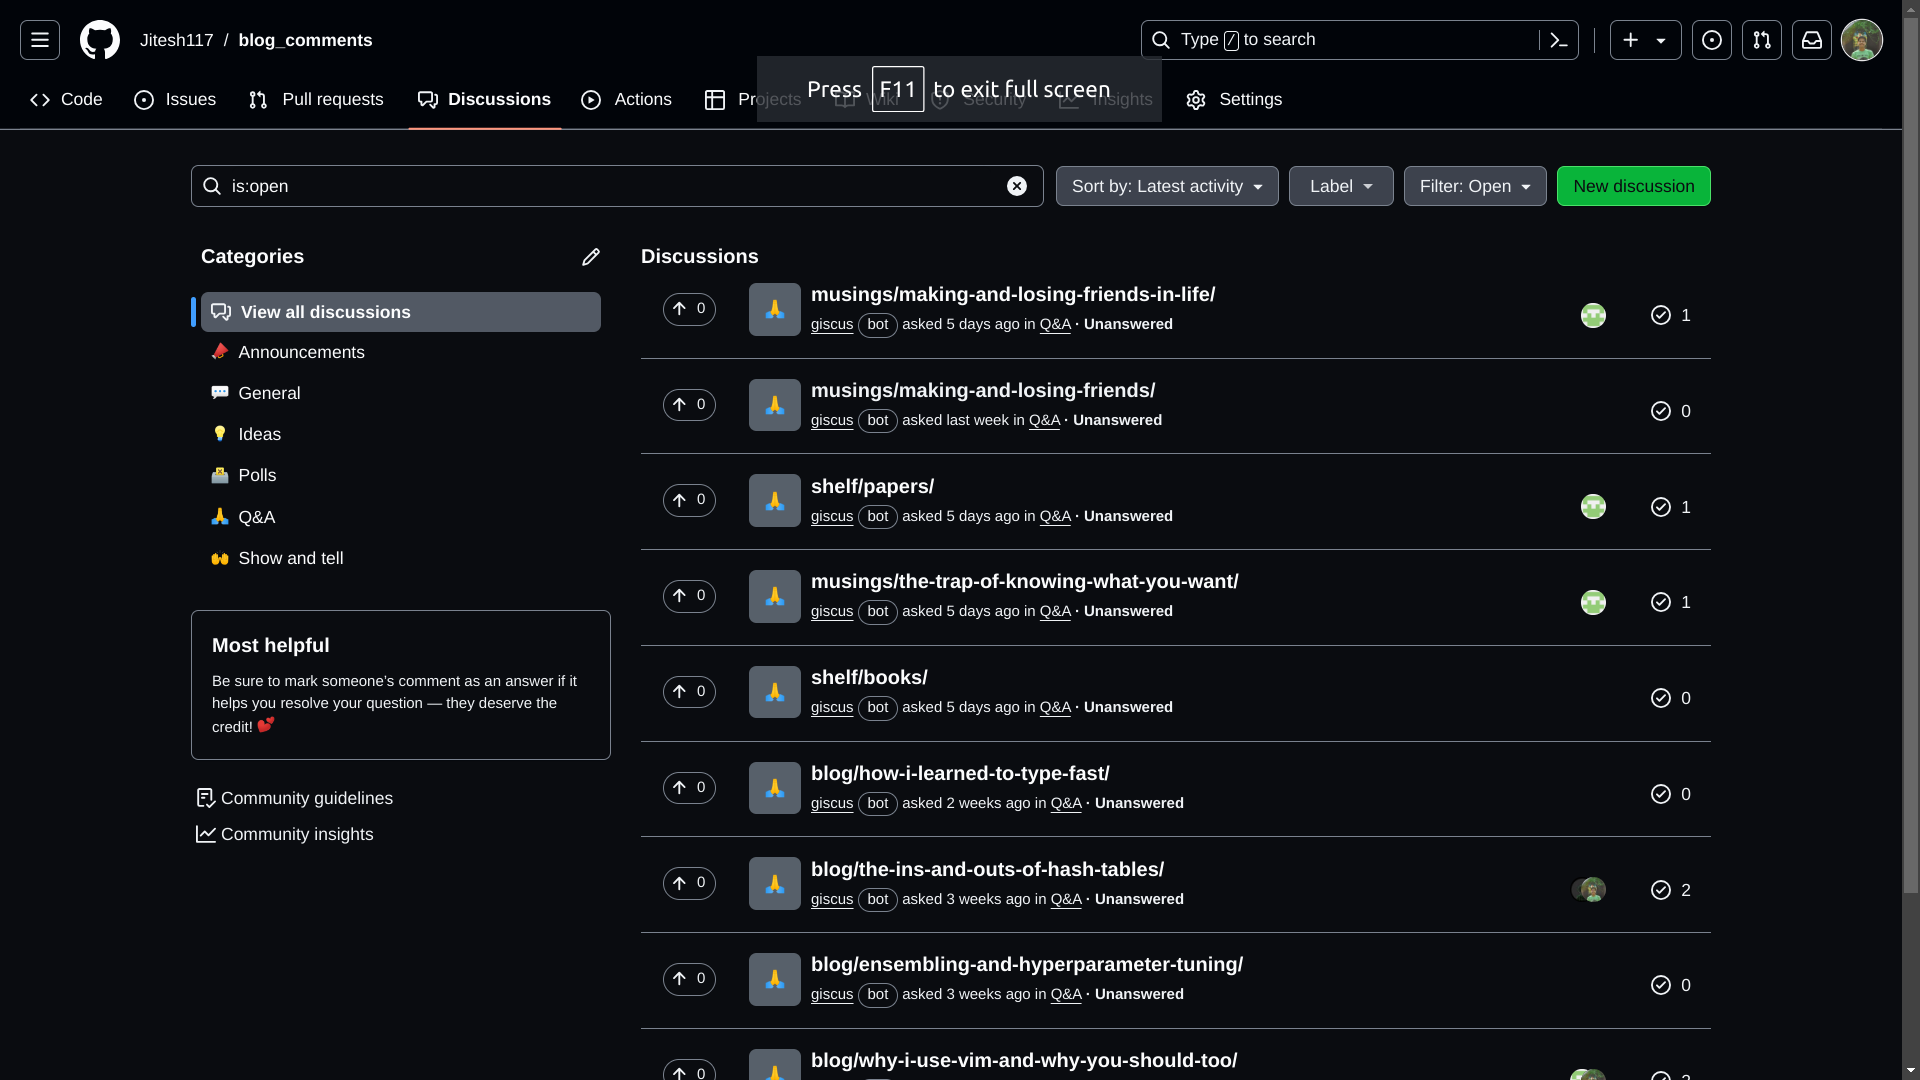 Jitesh117 / blog_comments
Type / to search
Code
Issues
Pull requests
Discussions
Actions
Projects
Wiki
Security
Insights
Settings
Press F11 to exit full screen
is:open
Sort by: Latest activity
Label
Filter: Open
New discussion
Categories
View all discussions
Announcements
General
Ideas
Polls
Q&A
Show and tell
Most helpful
Be sure to mark someone's comment as an answer if it
helps you resolve your question — they deserve the
credit! 💕
Community guidelines
Community insights
Discussions
0
musings/making-and-losing-friends-in-life/
giscus bot asked 5 days ago in Q&A · Unanswered
1
0
musings/making-and-losing-friends/
giscus bot asked last week in Q&A · Unanswered
0
0
shelf/papers/
giscus bot asked 5 days ago in Q&A · Unanswered
1
0
musings/the-trap-of-knowing-what-you-want/
giscus bot asked 5 days ago in Q&A · Unanswered
1
0
shelf/books/
giscus bot asked 5 days ago in Q&A · Unanswered
0
0
blog/how-i-learned-to-type-fast/
giscus bot asked 2 weeks ago in Q&A · Unanswered
0
0
blog/the-ins-and-outs-of-hash-tables/
giscus bot asked 3 weeks ago in Q&A · Unanswered
2
0
blog/ensembling-and-hyperparameter-tuning/
giscus bot asked 3 weeks ago in Q&A · Unanswered
0
0
blog/why-i-use-vim-and-why-you-should-too/